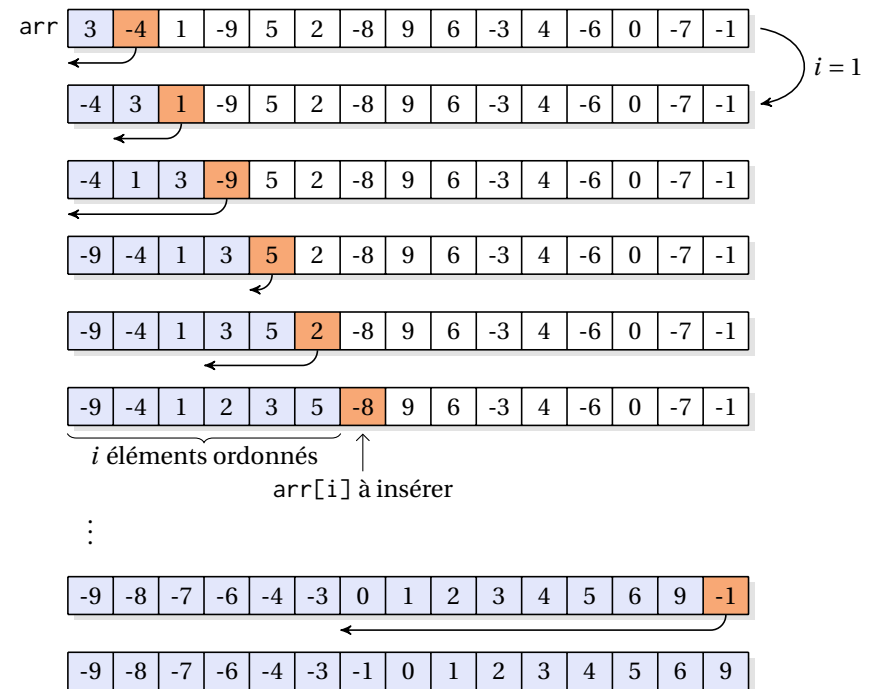 arr 3 -4 1 -9 5 2 -8 9 6 -3 4 -6 0 -7 -1
i = 1
-4 3 1 -9 5 2 -8 9 6 -3 4 -6 0 -7 -1
-4 1 3 -9 5 2 -8 9 6 -3 4 -6 0 -7 -1
-9 -4 1 3 5 2 -8 9 6 -3 4 -6 0 -7 -1
-9 -4 1 3 5 2 -8 9 6 -3 4 -6 0 -7 -1
-9 -4 1 2 3 5 -8 9 6 -3 4 -6 0 -7 -1
i éléments ordonnés
arr[i] à insérer
⋮
-9 -8 -7 -6 -4 -3 0 1 2 3 4 5 6 9 -1
-9 -8 -7 -6 -4 -3 -1 0 1 2 3 4 5 6 9